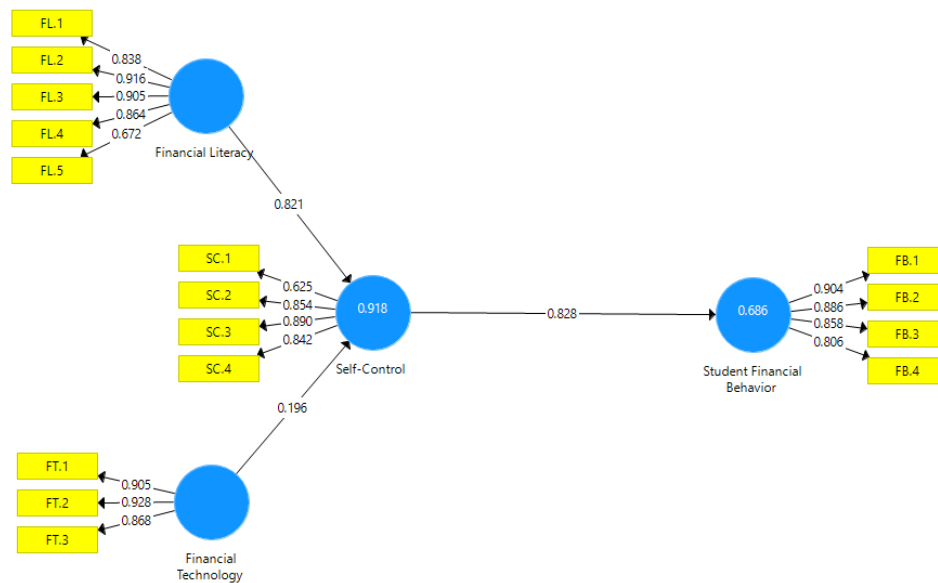 FL.1
FL.2
FL.3
FL.4
FL.5
0.838
0.916
0.905
0.864
0.672
Financial Literacy
0.821
SC.1
SC.2
SC.3
SC.4
0.625
0.854
0.890
0.842
0.918
Self-Control
0.828
0.686
Student Financial
Behavior
0.904
0.886
0.858
0.806
FB.1
FB.2
FB.3
FB.4
0.196
FT.1
FT.2
FT.3
0.905
0.928
0.868
Financial
Technology